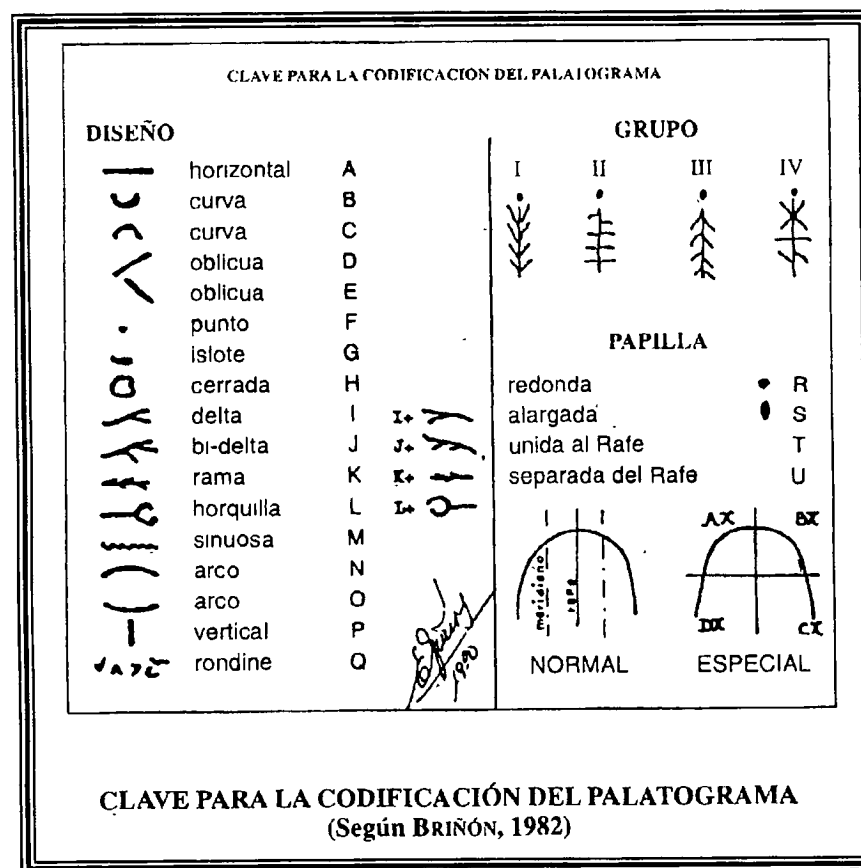 CLAVE PARA LA CODIFICACION DEL PALATOGRAMA
DISEÑO
horizontal A
curva B
curva C
oblicua D
oblicua E
punto F
islote G
cerrada H
delta I I+
bi-delta J J+
rama K K+
horquilla L L+
sinuosa M
arco N
arco O
vertical P
rondine Q
1990
GRUPO
I II III IV
PAPILLA
redonda R
alargada S
unida al Rafe T
separada del Rafe U
meridiano
rafe
AX BX
DX CX
NORMAL ESPECIAL
CLAVE PARA LA CODIFICACIÓN DEL PALATOGRAMA
(Según BRIÑÓN, 1982)